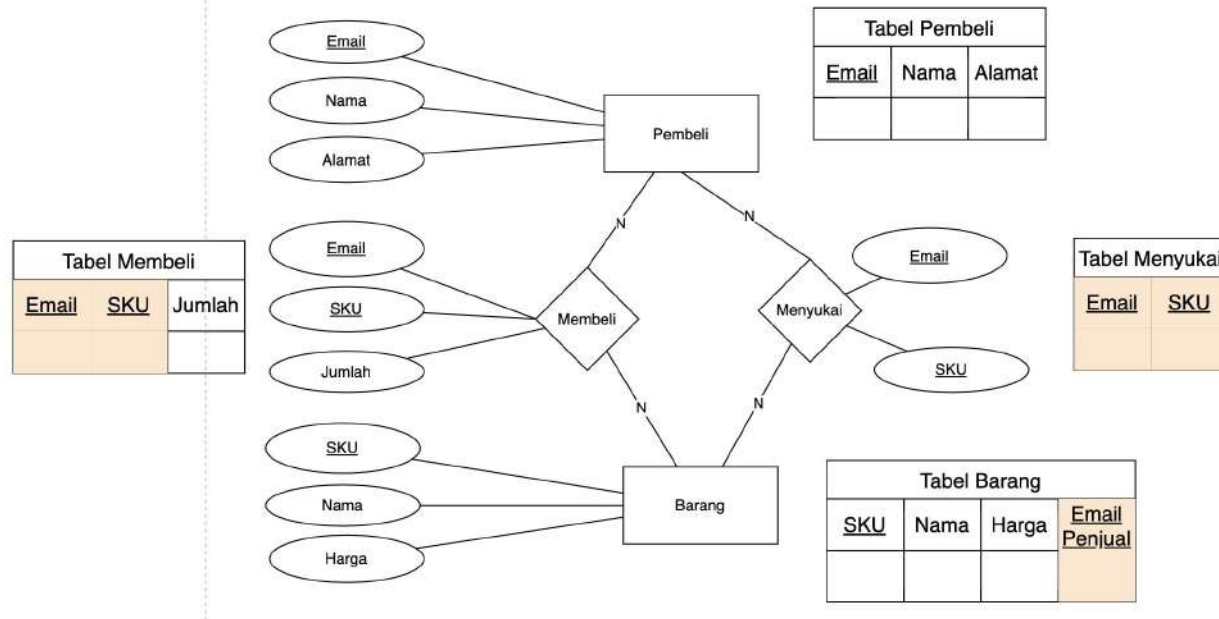 Email
Nama
Alamat
Pembeli
Tabel Pembeli
Email Nama Alamat
N
N
Tabel Membeli
Email SKU Jumlah
Email
SKU
Jumlah
Membeli
Menyukai
Email
SKU
Tabel Menyukai
Email SKU
N
N
SKU
Nama
Harga
Barang
Tabel Barang
SKU Nama Harga Email
Penjual